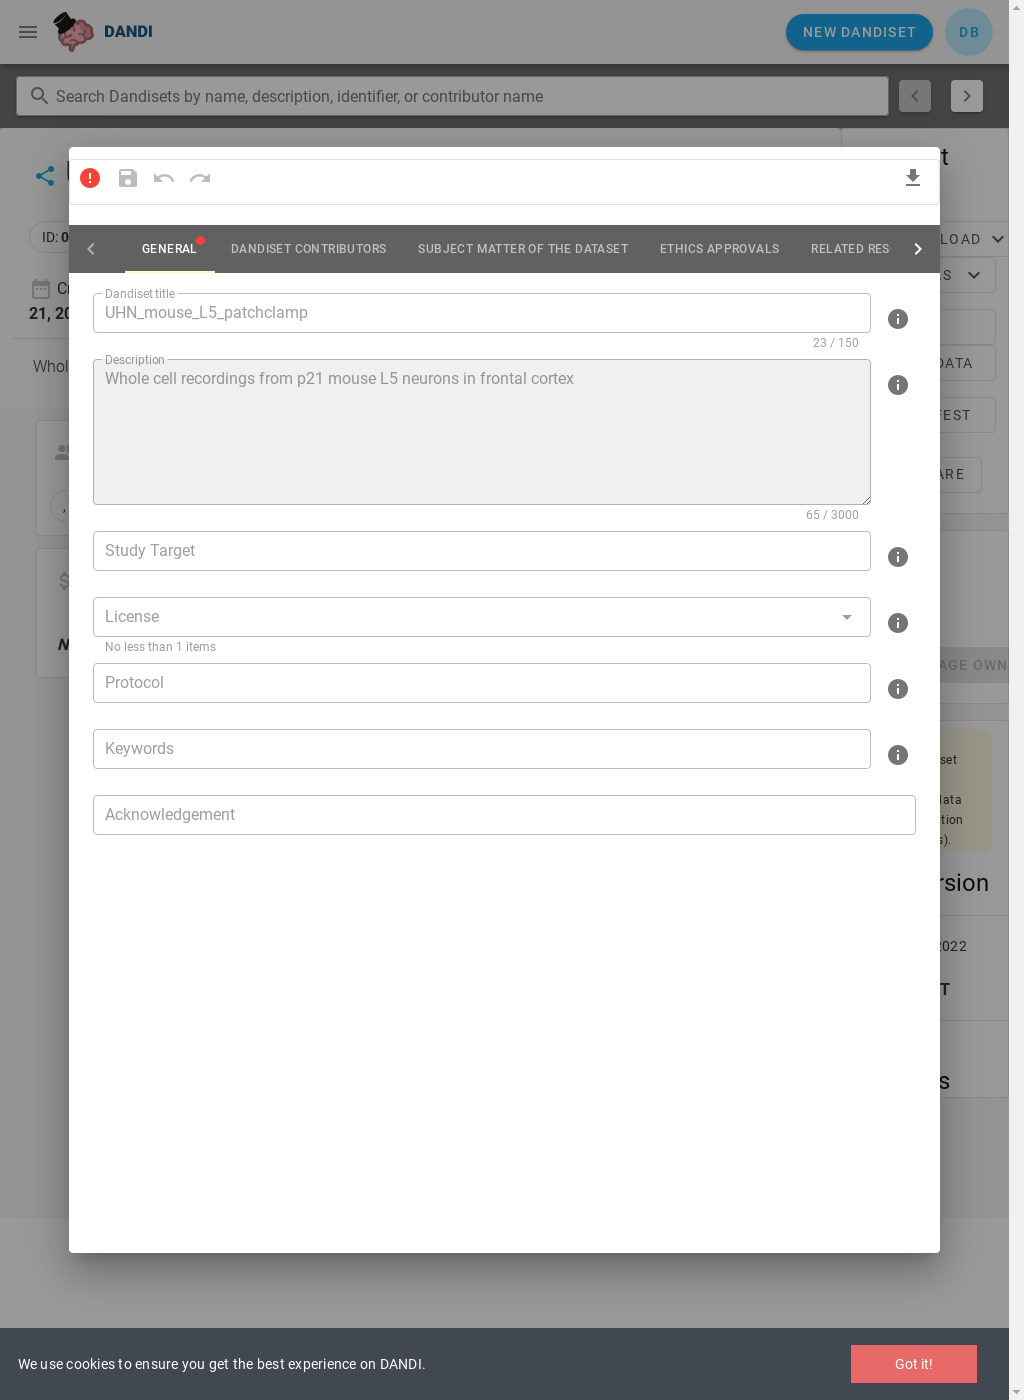 DANDI
NEW DANDISET
DB
Search Dandisets by name, description, identifier, or contributor name
GENERAL
DANDISET CONTRIBUTORS
SUBJECT MATTER OF THE DATASET
ETHICS APPROVALS
RELATED RES
ID: 0
21, 20
Whol
Dandiset title
UHN_mouse_L5_patchclamp
23 / 150
Description
Whole cell recordings from p21 mouse L5 neurons in frontal cortex
65 / 3000
Study Target
License
No less than 1 items
Protocol
Keywords
Acknowledgement
LOAD
S
DATA
FEST
ARE
AGE OWN
set
data
tion
s).
rsion
2022
T
s
We use cookies to ensure you get the best experience on DANDI.
Got it!